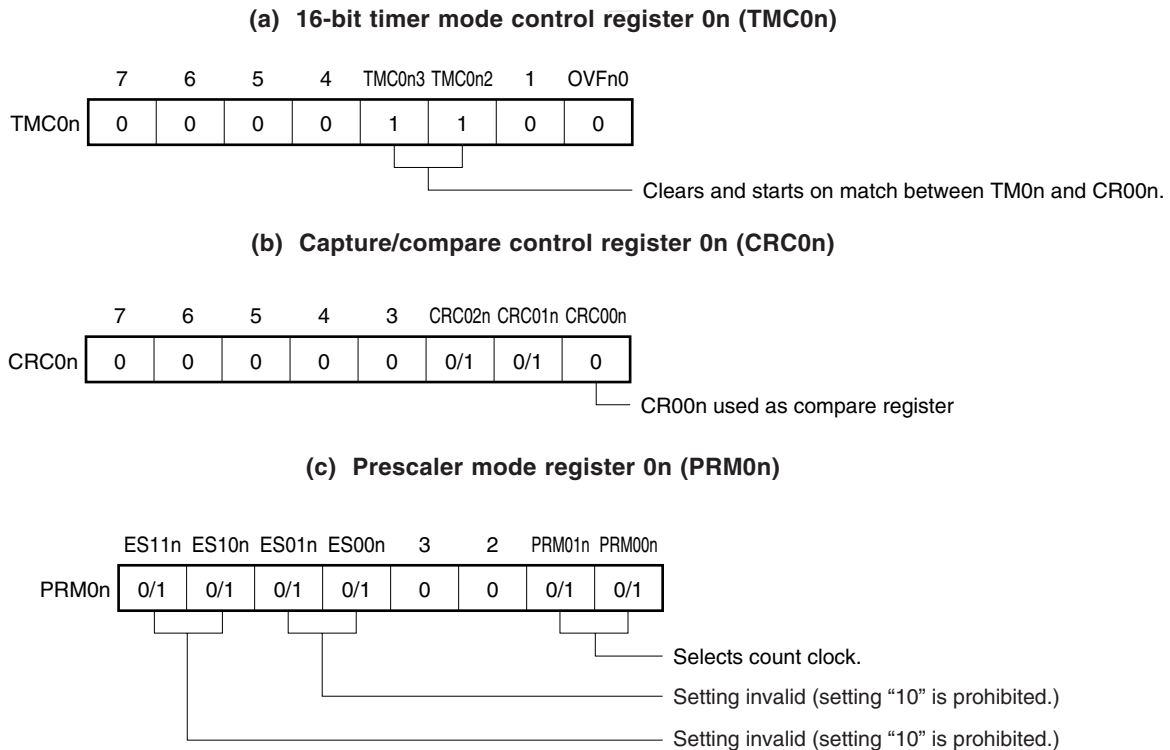 (a) 16-bit timer mode control register 0n (TMC0n)
7 6 5 4 TMC0n3 TMC0n2 1 OVFn0
TMC0n 0 0 0 0 1 1 0 0
Clears and starts on match between TM0n and CR00n.
(b) Capture/compare control register 0n (CRC0n)
7 6 5 4 3 CRC02n CRC01n CRC00n
CRC0n 0 0 0 0 0 0/1 0/1 0
CR00n used as compare register
(c) Prescaler mode register 0n (PRM0n)
ES11n ES10n ES01n ES00n 3 2 PRM01n PRM00n
PRM0n 0/1 0/1 0/1 0/1 0 0 0/1 0/1
Selects count clock.
Setting invalid (setting “10” is prohibited.)
Setting invalid (setting “10” is prohibited.)